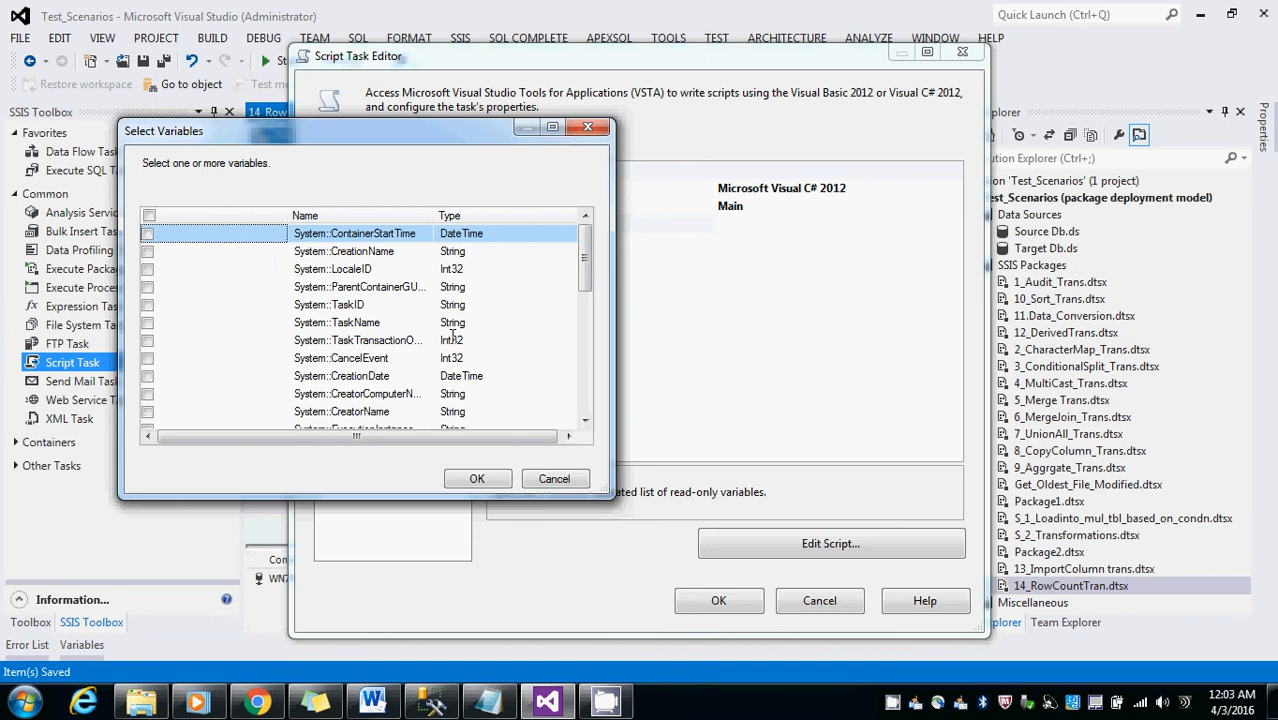 Test_Scenarios - Microsoft Visual Studio (Administrator)
Quick Launch (Ctrl+Q)
FILE EDIT VIEW PROJECT BUILD DEBUG TEAM SQL FORMAT SSIS SQL COMPLETE APEXSQL TOOLS TEST ARCHITECTURE ANALYZE WINDOW HELP
Restore workspace Go to object Test m
Script Task Editor
Access Microsoft Visual Studio Tools for Applications (VSTA) to write scripts using the Visual Basic 2012 or Visual C# 2012,
and configure the task's properties.
Microsoft Visual C# 2012
Main
ated list of read-only variables.
Edit Script...
OK Cancel Help
Select Variables
Select one or more variables.
Name Type
System::ContainerStartTime DateTime
System::CreationName String
System::LocaleID Int32
System::ParentContainerGU... String
System::TaskID String
System::TaskName String
System::TaskTransactionO... Int32
System::CancelEvent Int32
System::CreationDate DateTime
System::CreatorComputerN... String
System::CreatorName String
OK Cancel
SSIS Toolbox
Favorites
Data Flow Task
Execute SQL T
Common
Analysis Servic
Bulk Insert Tas
Data Profiling
Execute Packa
Execute Proce
Expression Tas
File System Ta
FTP Task
Script Task
Send Mail Task
Web Service T
XML Task
Containers
Other Tasks
Information...
Toolbox SSIS Toolbox
Error List Variables
14_Row
Con
WN7
xplorer
Properties
ution Explorer (Ctrl+;)
on 'Test_Scenarios' (1 project)
est_Scenarios (package deployment model)
Data Sources
Source Db.ds
Target Db.ds
SSIS Packages
1_Audit_Trans.dtsx
10_Sort_Trans.dtsx
11.Data_Conversion.dtsx
12_DerivedTrans.dtsx
2_CharacterMap_Trans.dtsx
3_ConditionalSplit_Trans.dtsx
4_MultiCast_Trans.dtsx
5_Merge Trans.dtsx
6_MergeJoin_Trans.dtsx
7_UnionAll_Trans.dtsx
8_CopyColumn_Trans.dtsx
9_Aggrgate_Tran.dtsx
Get_Oldest_File_Modified.dtsx
Package1.dtsx
S_1_Loadinto_mul_tbl_based_on_condn.dtsx
S_2_Transformations.dtsx
Package2.dtsx
13_ImportColumn trans.dtsx
14_RowCountTran.dtsx
Miscellaneous
xplorer Team Explorer
Item(s) Saved
12:03 AM
4/3/2016